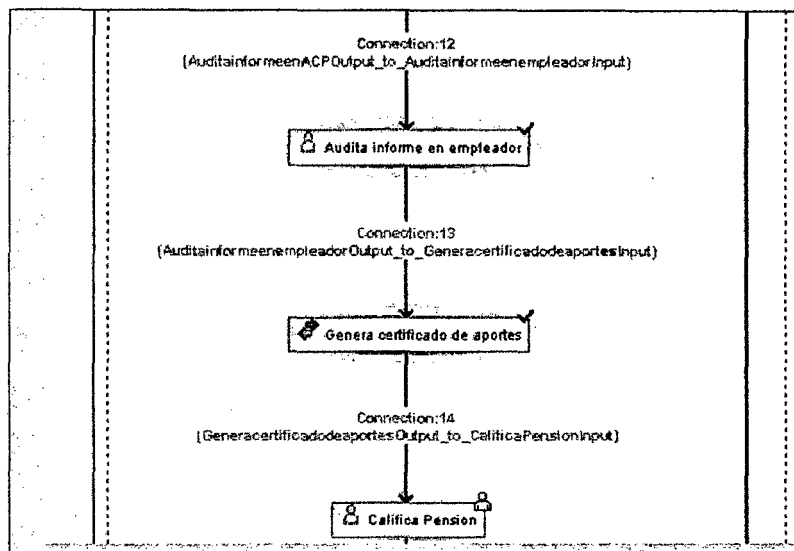 Connection:12
(AuditainformeenACPOutput_to_AuditainformeenempleadorInput)
Audita informe en empleador
Connection:13
(AuditainformeenempleadorOutput_to_GeneracertificadodeaportesInput)
Genera certificado de aportes
Connection:14
(GeneracertificadodeaportesOutput_to_CalificaPensionInput)
Califica Pension